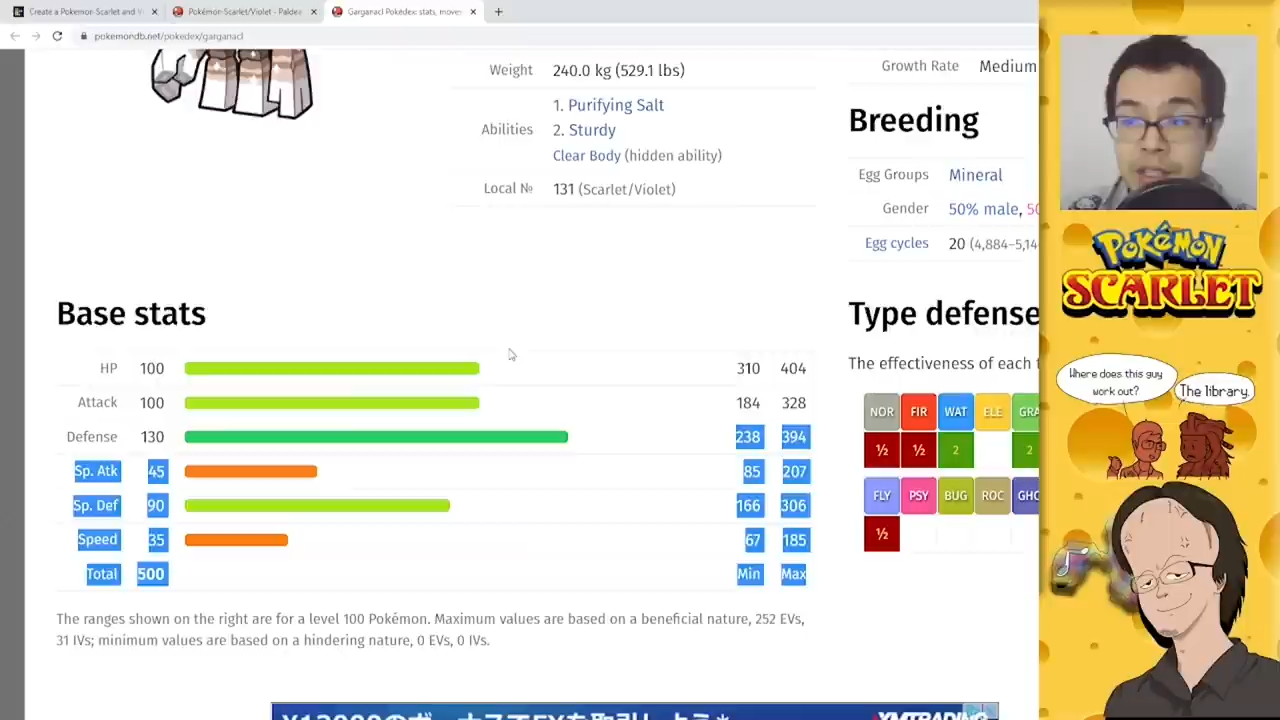 Create a Pokemon Scarlet and V
Pokémon Scarlet/Violet - Paldea
Garganacl Pokédex: stats, moves
pokemondb.net/pokedex/garganacl
Weight 240.0 kg (529.1 lbs)
Abilities
1. Purifying Salt
2. Sturdy
Clear Body (hidden ability)
Local № 131 (Scarlet/Violet)
Growth Rate Medium
Breeding
Egg Groups Mineral
Gender 50% male, 50
Egg cycles 20 (4,884–5,14
Base stats
HP 100 310 404
Attack 100 184 328
Defense 130 238 394
Sp. Atk 45 85 207
Sp. Def 90 166 306
Speed 35 67 185
Total 500 Min Max
The ranges shown on the right are for a level 100 Pokémon. Maximum values are based on a beneficial nature, 252 EVs,
31 IVs; minimum values are based on a hindering nature, 0 EVs, 0 IVs.
Type defense
The effectiveness of each
NOR FIR WAT ELE GRA
½ ½ 2 2
FLY PSY BUG ROC GHO
½
POKéMON
SCARLET
Where does this guy
work out?
The library.